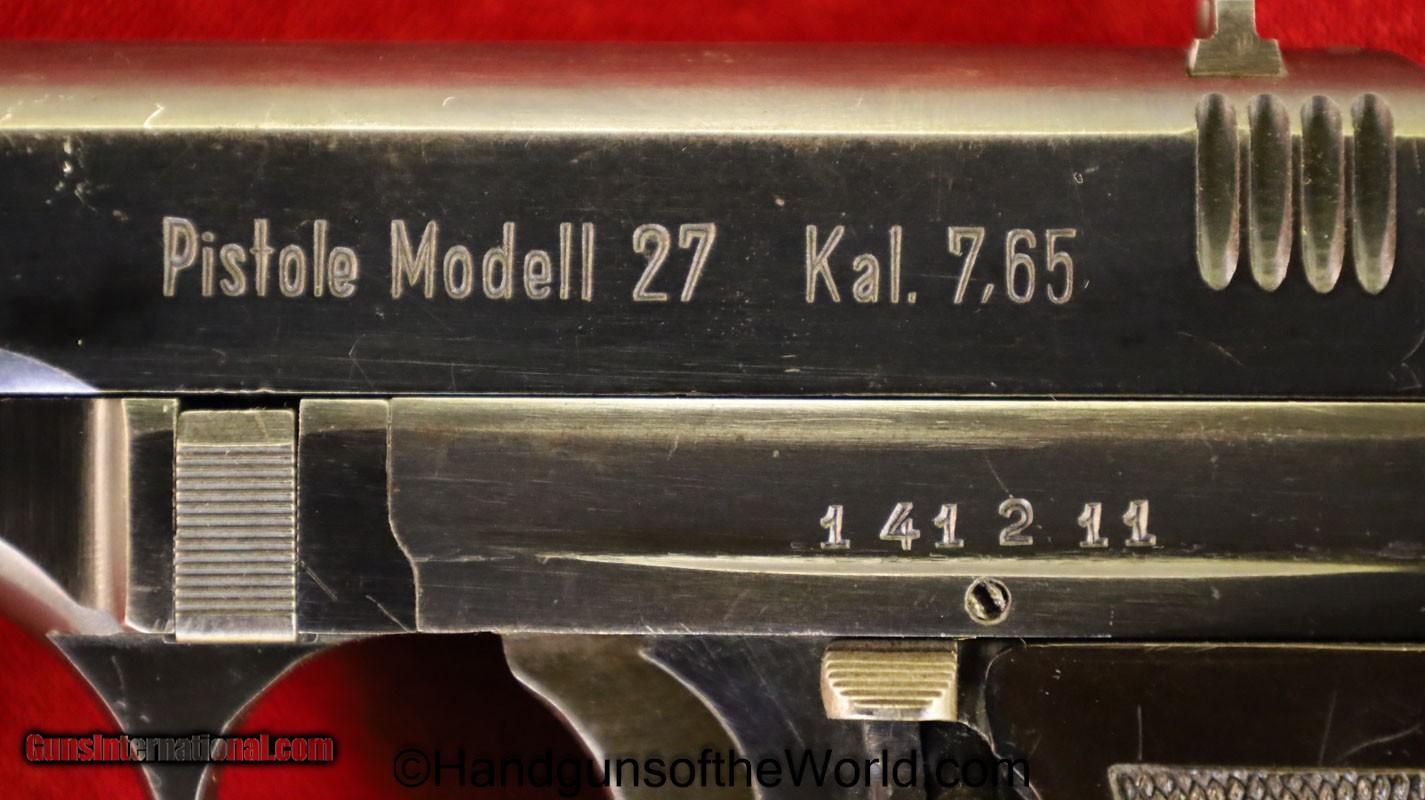 Pistole Modell 27 Kal. 7,65
1 41 2 11
GunsInternational.com
©HandgunsoftheWorld.com